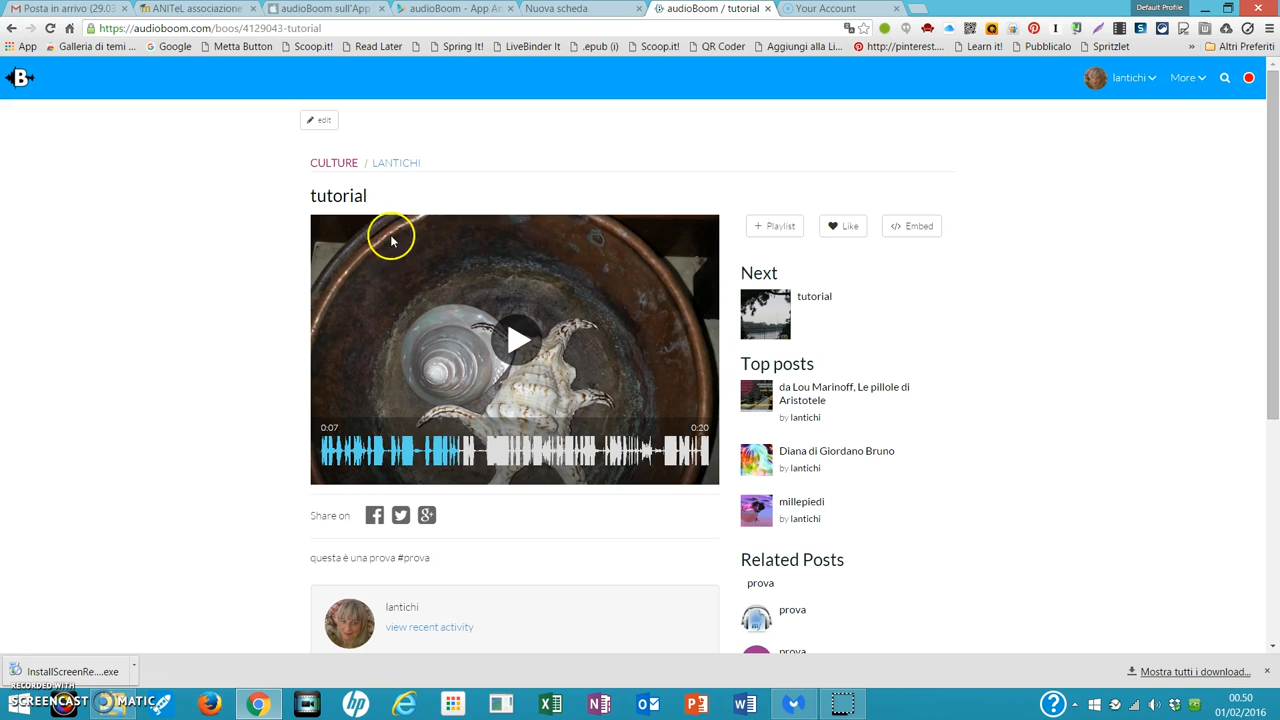 Posta in arrivo (29.03
ANITeL associazione
audioBoom sull'App
audioBoom - App An
Nuova scheda
audioBoom / tutorial
Your Account
Default Profile
https://audioboom.com/boos/4129043-tutorial
App
Galleria di temi ...
Google
Metta Button
Scoop.it!
Read Later
Spring It!
LiveBinder It
.epub (i)
Scoop.it!
QR Coder
Aggiungi alla Li...
http://pinterest.
Learn it!
Pubblicalo
Spritzlet
»
Altri Preferiti
B
lantichi
More
edit
CULTURE / LANTICHI
tutorial
+ Playlist
Like
</> Embed
Next
tutorial
Top posts
da Lou Marinoff, Le pillole di
Aristotele
by lantichi
0:07
0:20
Diana di Giordano Bruno
by lantichi
millepiedi
by lantichi
Share on
questa è una prova #prova
Related Posts
prova
prova
prova
lantichi
view recent activity
InstallScreenRe....exe
Mostra tutti i download...
RECORDED WITH
SCREENCAST MATIC
00.50
01/02/2016